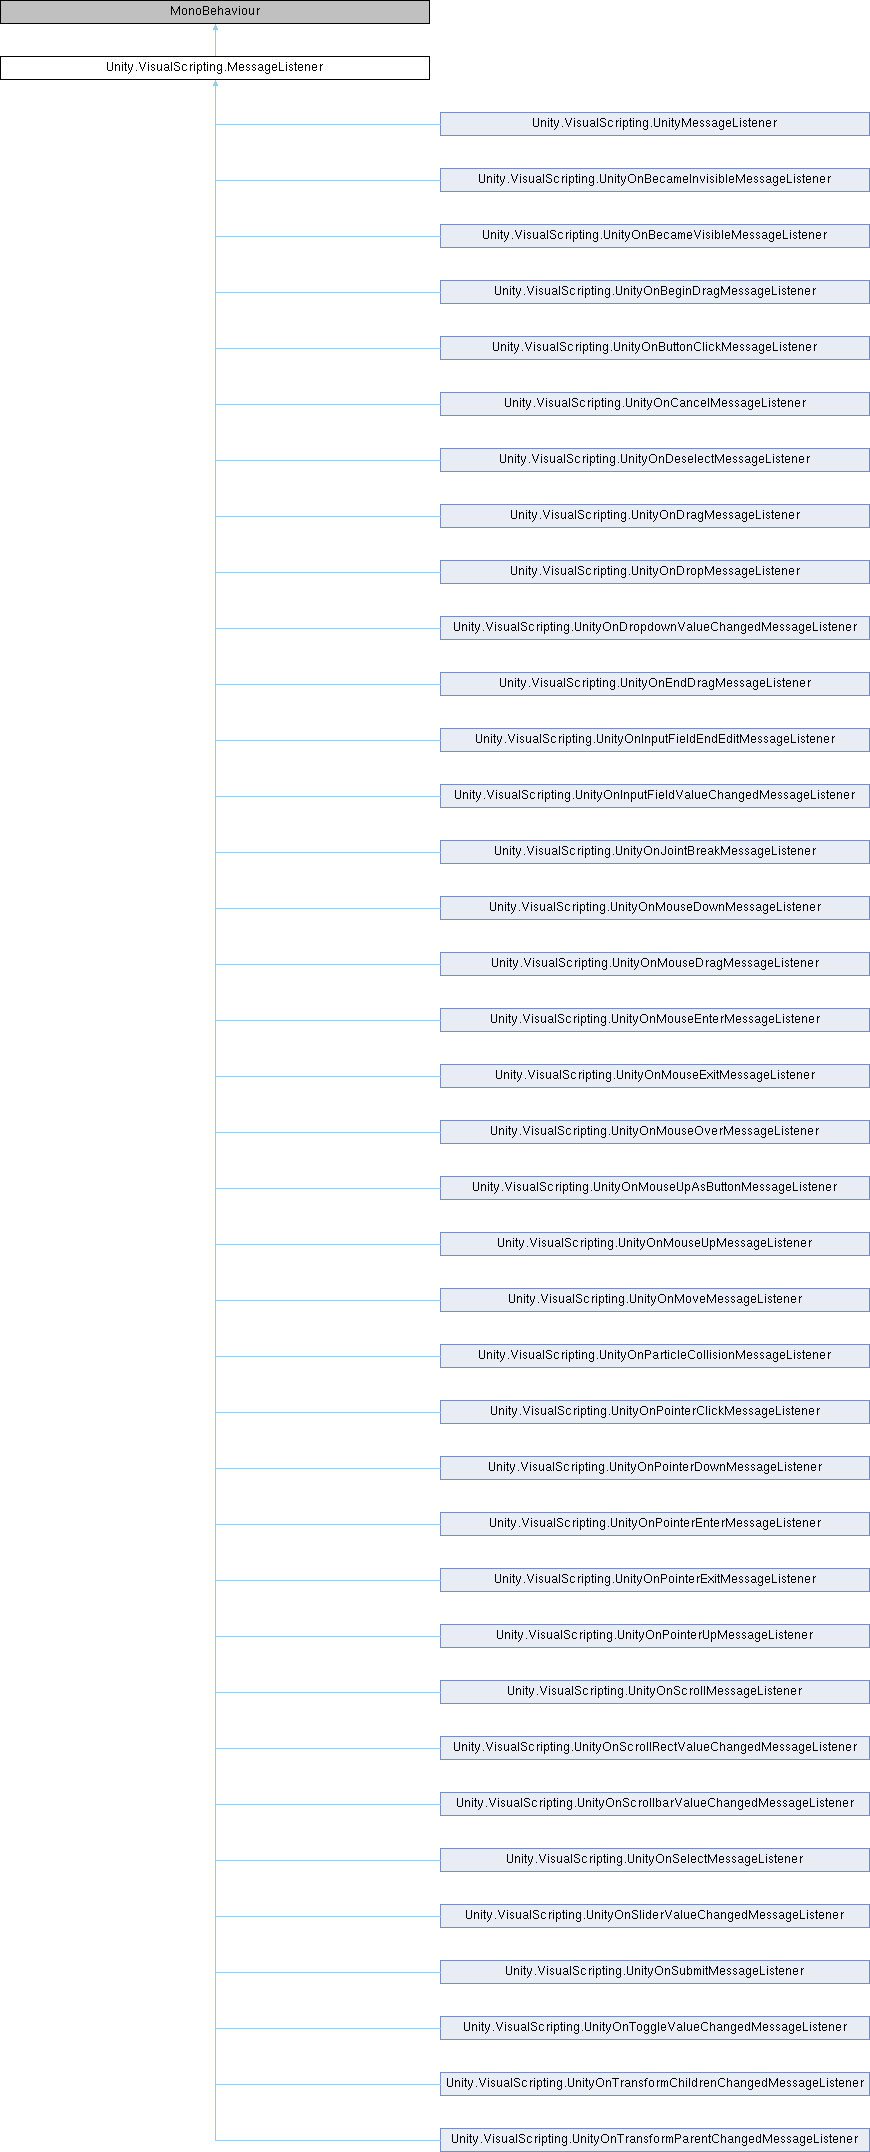 MonoBehaviour
Unity.VisualScripting.MessageListener
Unity.VisualScripting.UnityMessageListener
Unity.VisualScripting.UnityOnBecameInvisibleMessageListener
Unity.VisualScripting.UnityOnBecameVisibleMessageListener
Unity.VisualScripting.UnityOnBeginDragMessageListener
Unity.VisualScripting.UnityOnButtonClickMessageListener
Unity.VisualScripting.UnityOnCancelMessageListener
Unity.VisualScripting.UnityOnDeselectMessageListener
Unity.VisualScripting.UnityOnDragMessageListener
Unity.VisualScripting.UnityOnDropMessageListener
Unity.VisualScripting.UnityOnDropdownValueChangedMessageListener
Unity.VisualScripting.UnityOnEndDragMessageListener
Unity.VisualScripting.UnityOnInputFieldEndEditMessageListener
Unity.VisualScripting.UnityOnInputFieldValueChangedMessageListener
Unity.VisualScripting.UnityOnJointBreakMessageListener
Unity.VisualScripting.UnityOnMouseDownMessageListener
Unity.VisualScripting.UnityOnMouseDragMessageListener
Unity.VisualScripting.UnityOnMouseEnterMessageListener
Unity.VisualScripting.UnityOnMouseExitMessageListener
Unity.VisualScripting.UnityOnMouseOverMessageListener
Unity.VisualScripting.UnityOnMouseUpAsButtonMessageListener
Unity.VisualScripting.UnityOnMouseUpMessageListener
Unity.VisualScripting.UnityOnMoveMessageListener
Unity.VisualScripting.UnityOnParticleCollisionMessageListener
Unity.VisualScripting.UnityOnPointerClickMessageListener
Unity.VisualScripting.UnityOnPointerDownMessageListener
Unity.VisualScripting.UnityOnPointerEnterMessageListener
Unity.VisualScripting.UnityOnPointerExitMessageListener
Unity.VisualScripting.UnityOnPointerUpMessageListener
Unity.VisualScripting.UnityOnScrollMessageListener
Unity.VisualScripting.UnityOnScrollRectValueChangedMessageListener
Unity.VisualScripting.UnityOnScrollbarValueChangedMessageListener
Unity.VisualScripting.UnityOnSelectMessageListener
Unity.VisualScripting.UnityOnSliderValueChangedMessageListener
Unity.VisualScripting.UnityOnSubmitMessageListener
Unity.VisualScripting.UnityOnToggleValueChangedMessageListener
Unity.VisualScripting.UnityOnTransformChildrenChangedMessageListener
Unity.VisualScripting.UnityOnTransformParentChangedMessageListener